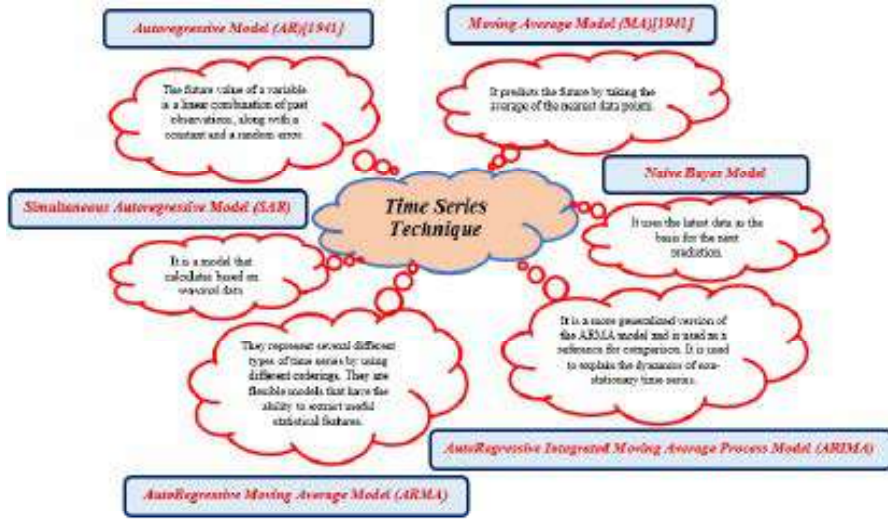 Autoregressive Model (AR)[1941]
The future value of a variable
is a linear combination of past
observations, along with a
constant and a random error
Moving Average Model (MA)[1941]
It predicts the future by taking the
average of the nearest data points
Time Series
Technique
Naive Bayes Model
It uses the latest data as the
basis for the next
prediction.
Simultaneous Autoregressive Model (SAR)
It is a model that
calculates based on
seasonal data
They represent several different
types of time series by using
different orderings. They are
flexible models that have the
ability to extract useful
statistical features.
AutoRegressive Moving Average Model (ARMA)
It is a more generalized version of
the ARMA model and is used as a
reference for comparison. It is used
to explain the dynamics of non-
stationary time series.
AutoRegressive Integrated Moving Average Process Model (ARIMA)